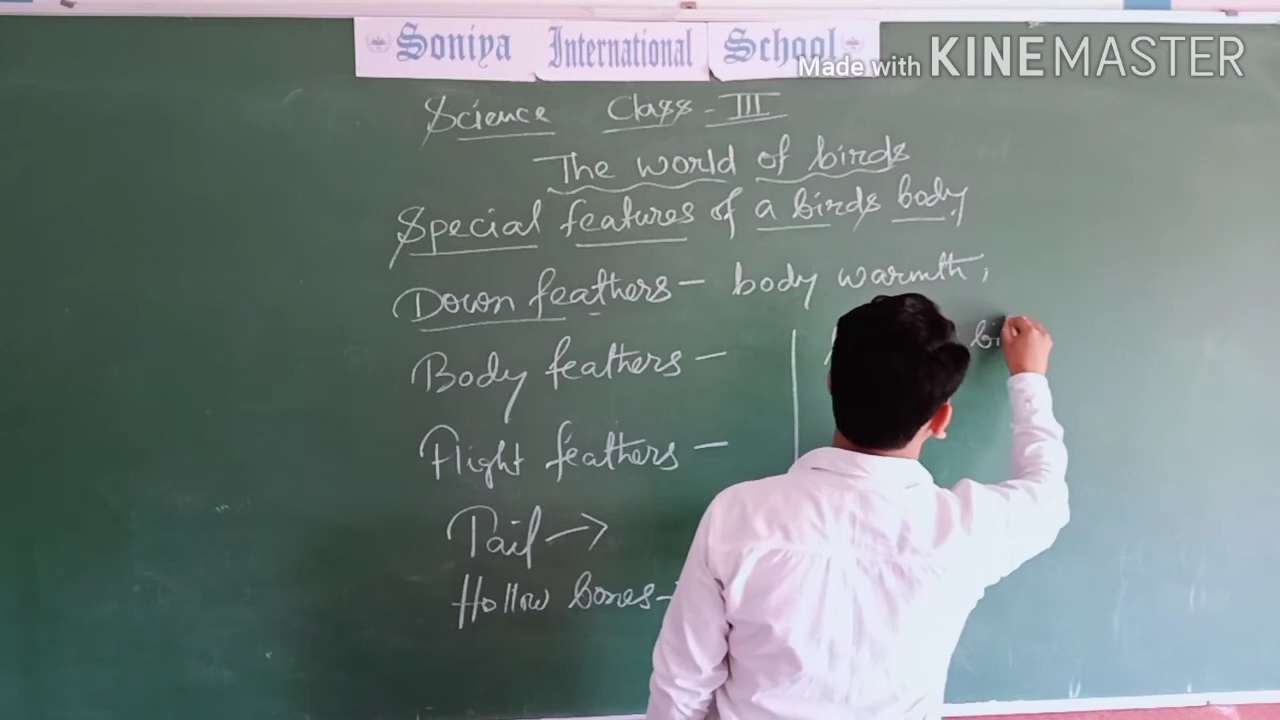 Soniya International School
Made with KINEMASTER
Science Class - III
The world of birds
Special features of a birds body
Down feathers - body warmth,
Body feathers -
bi
Flight feathers -
Tail →
Hollow bones -